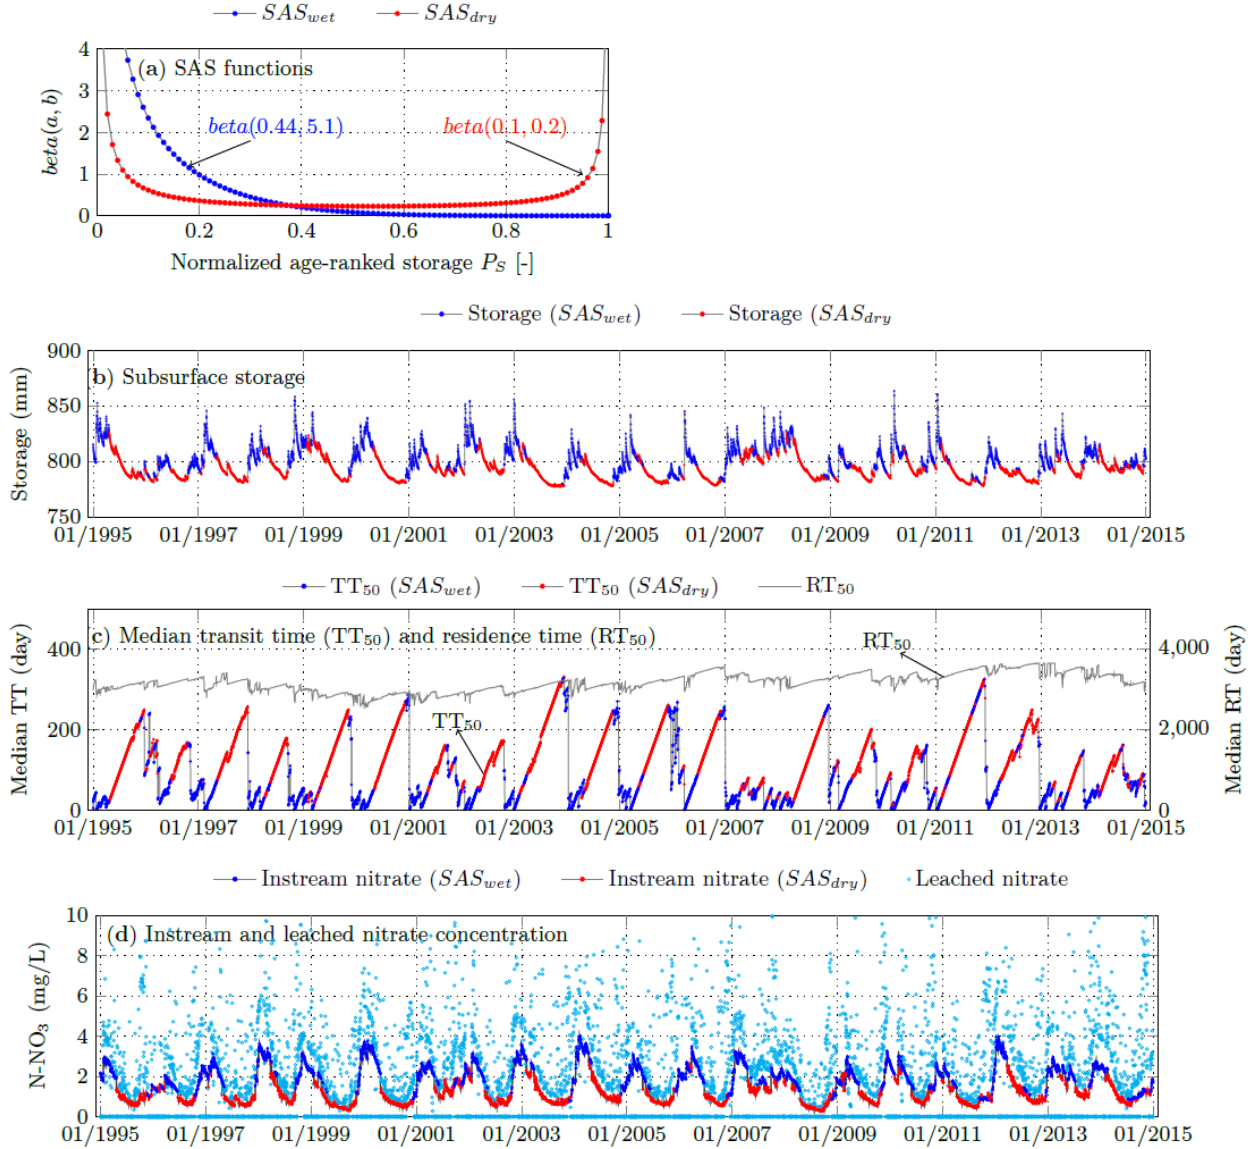 SAS_wet SAS_dry
(a) SAS functions
beta(a, b)
4
3
2
1
0
beta(0.44, 5.1)
beta(0.1, 0.2)
0 0.2 0.4 0.6 0.8 1
Normalized age-ranked storage P_S [-]
Storage (SAS_wet) Storage (SAS_dry
(b) Subsurface storage
Storage (mm)
900
850
800
750
01/1995 01/1997 01/1999 01/2001 01/2003 01/2005 01/2007 01/2009 01/2011 01/2013 01/2015
TT_50 (SAS_wet) TT_50 (SAS_dry) RT_50
(c) Median transit time (TT_50) and residence time (RT_50)
Median TT (day)
400
200
0
RT_50
TT_50
4,000
2,000
0
Median RT (day)
01/1995 01/1997 01/1999 01/2001 01/2003 01/2005 01/2007 01/2009 01/2011 01/2013 01/2015
Instream nitrate (SAS_wet) Instream nitrate (SAS_dry) Leached nitrate
(d) Instream and leached nitrate concentration
N-NO_3 (mg/L)
10
8
6
4
2
0
01/1995 01/1997 01/1999 01/2001 01/2003 01/2005 01/2007 01/2009 01/2011 01/2013 01/2015